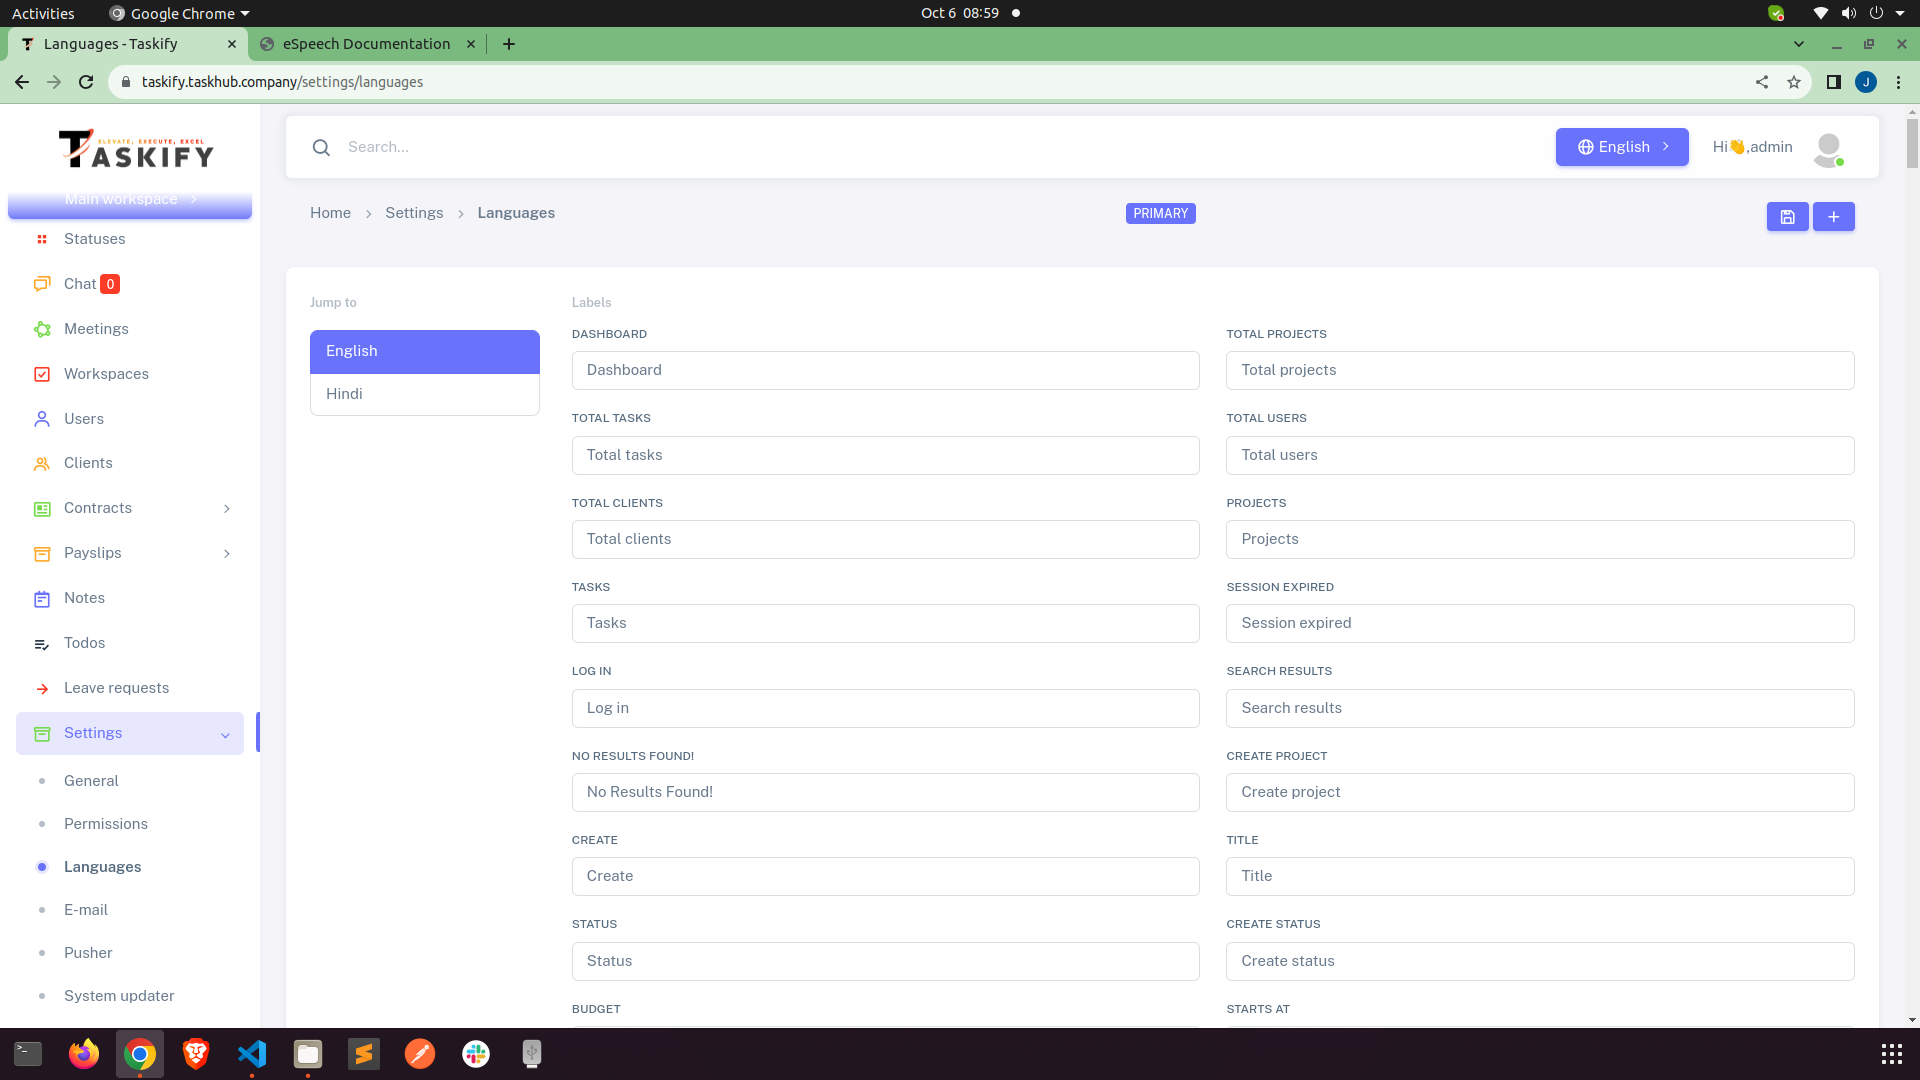 Activities
Google Chrome
Oct 6 08:59
Languages - Taskify
eSpeech Documentation
taskify.taskhub.company/settings/languages
J
ELEVATE, EXECUTE, EXCEL
TASKIFY
Main workspace
Statuses
Chat 0
Meetings
Workspaces
Users
Clients
Contracts
Payslips
Notes
Todos
Leave requests
Settings
General
Permissions
Languages
E-mail
Pusher
System updater
Search...
English
Hi👋,admin
Home
Settings
Languages
PRIMARY
Jump to
English
Hindi
Labels
DASHBOARD
TOTAL PROJECTS
Dashboard
Total projects
TOTAL TASKS
TOTAL USERS
Total tasks
Total users
TOTAL CLIENTS
PROJECTS
Total clients
Projects
TASKS
SESSION EXPIRED
Tasks
Session expired
LOG IN
SEARCH RESULTS
Log in
Search results
NO RESULTS FOUND!
CREATE PROJECT
No Results Found!
Create project
CREATE
TITLE
Create
Title
STATUS
CREATE STATUS
Status
Create status
BUDGET
STARTS AT